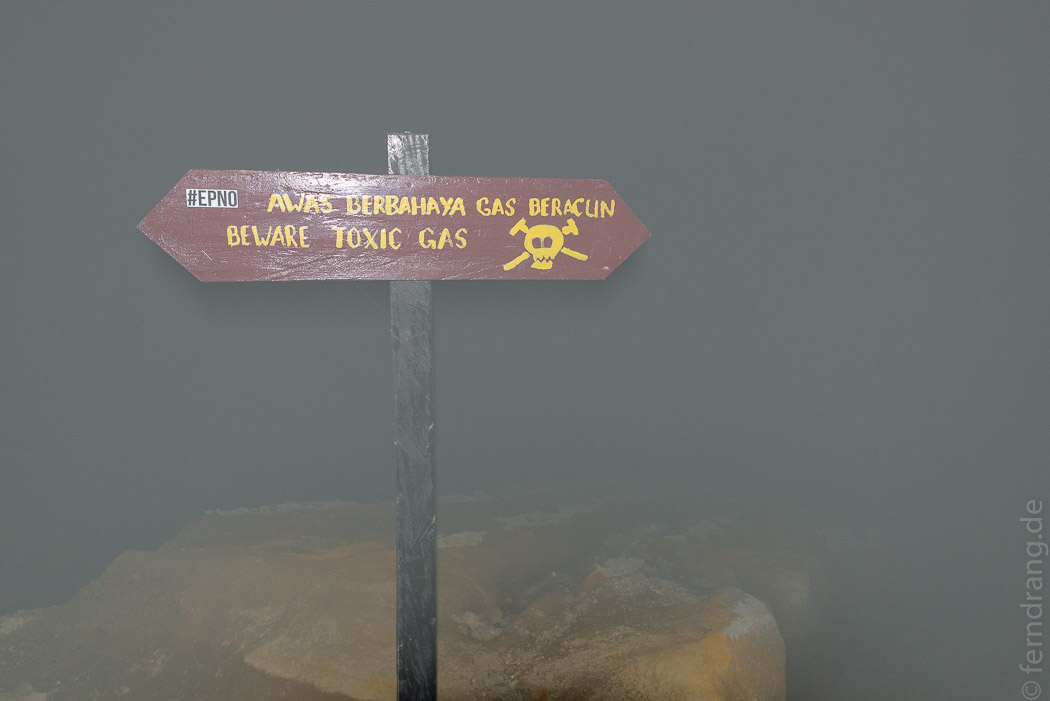 #EPNO
AWAS BERBAHAYA GAS BERACUN
BEWARE TOXIC GAS
© ferndrang.de